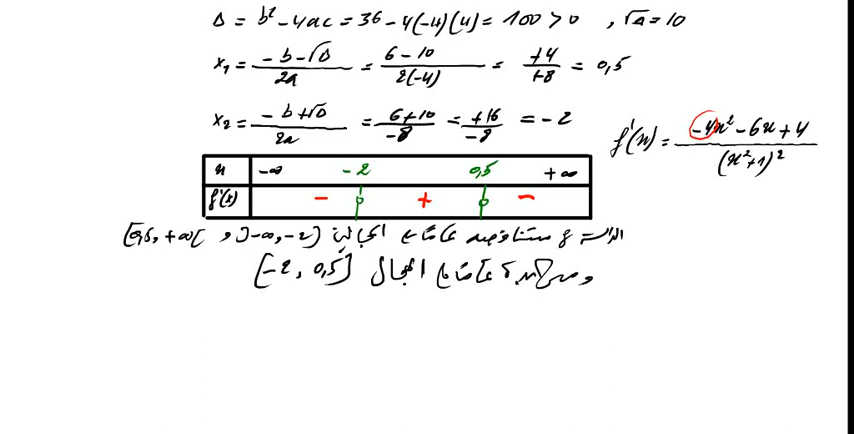 Δ = b² - 4ac = 36 - 4(-4)(4) = 100 > 0 , √Δ = 10
x₁ = (-b - √Δ)/(2a) = (6 - 10)/(2(-4)) = (+4)/(+8) = 0,5
x₂ = (-b + √Δ)/(2a) = (6 + 10)/(-8) = (+16)/(-8) = -2
f'(x) = (-4x² - 6x + 4)/((x² + 1)²)
x -∞ -2 0,5 +∞
f'(x) - 0 + 0 -
الدالة f متناقصة تماما على المجالين ]-∞, -2] و [0,5, +∞[
ومتزايدة تماما على المجال [-2, 0,5]